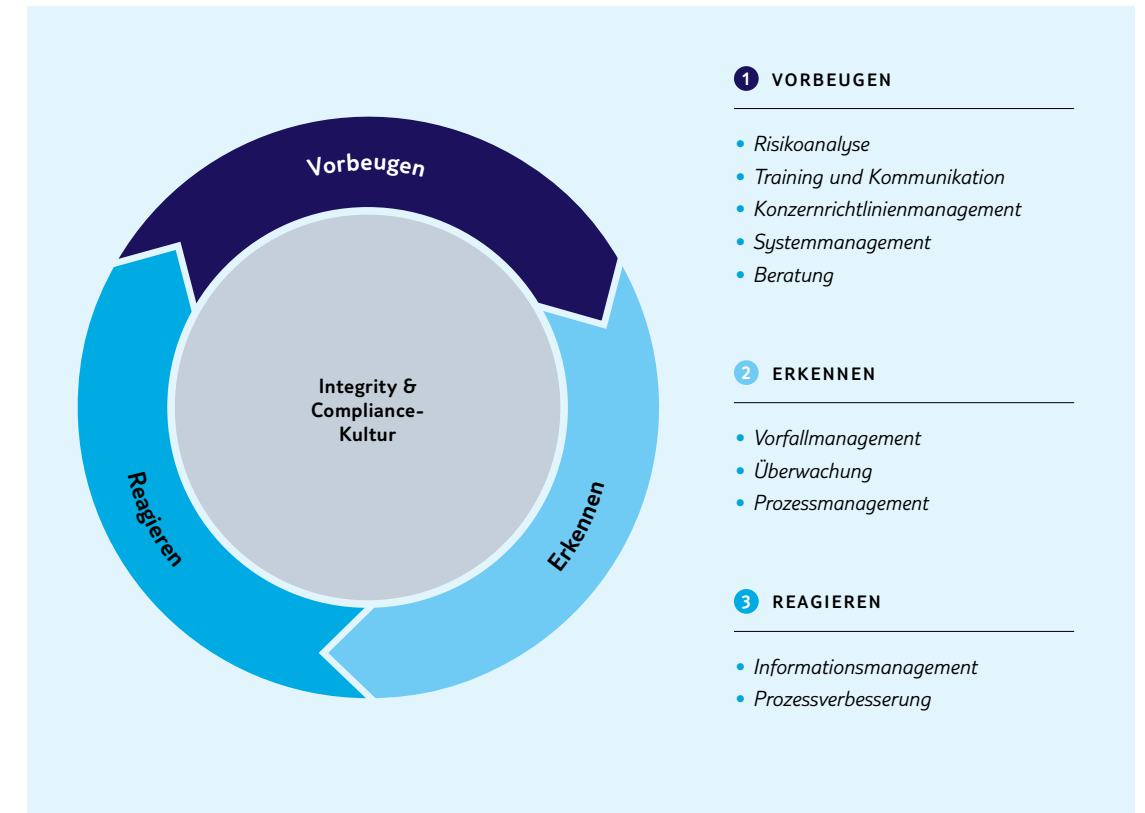 Vorbeugen
Integrity &
Compliance-
Kultur
Reagieren
Erkennen
1 VORBEUGEN
• Risikoanalyse
• Training und Kommunikation
• Konzernrichtlinienmanagement
• Systemmanagement
• Beratung
2 ERKENNEN
• Vorfallmanagement
• Überwachung
• Prozessmanagement
3 REAGIEREN
• Informationsmanagement
• Prozessverbesserung